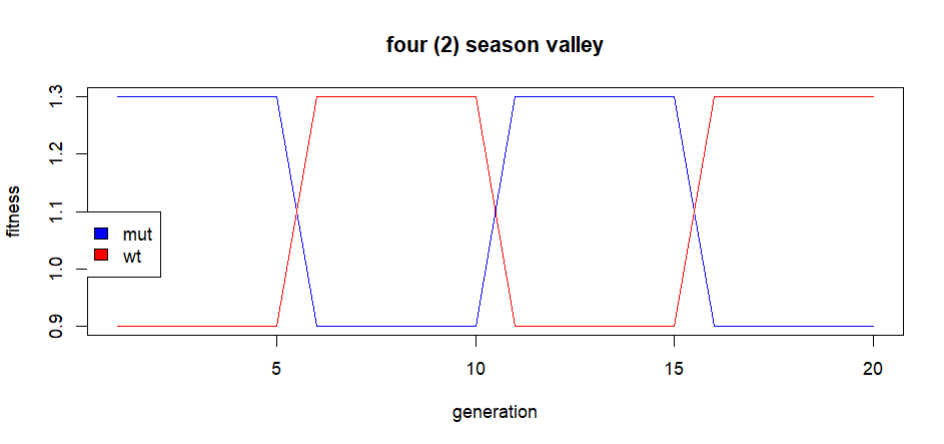 four (2) season valley
fitness
1.3
1.2
1.1
1.0
0.9
mut
wt
5 10 15 20
generation